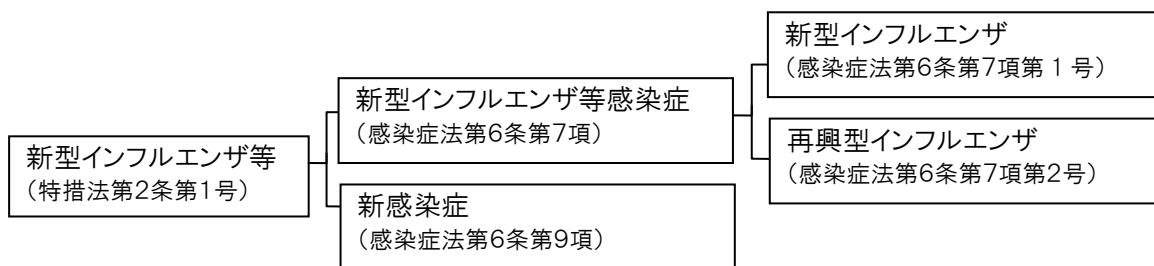 新型インフルエンザ等
（特措法第2条第1号）
新型インフルエンザ等感染症
（感染症法第6条第7項）
新感染症
（感染症法第6条第9項）
新型インフルエンザ
（感染症法第6条第7項第１号）
再興型インフルエンザ
（感染症法第6条第7項第2号）